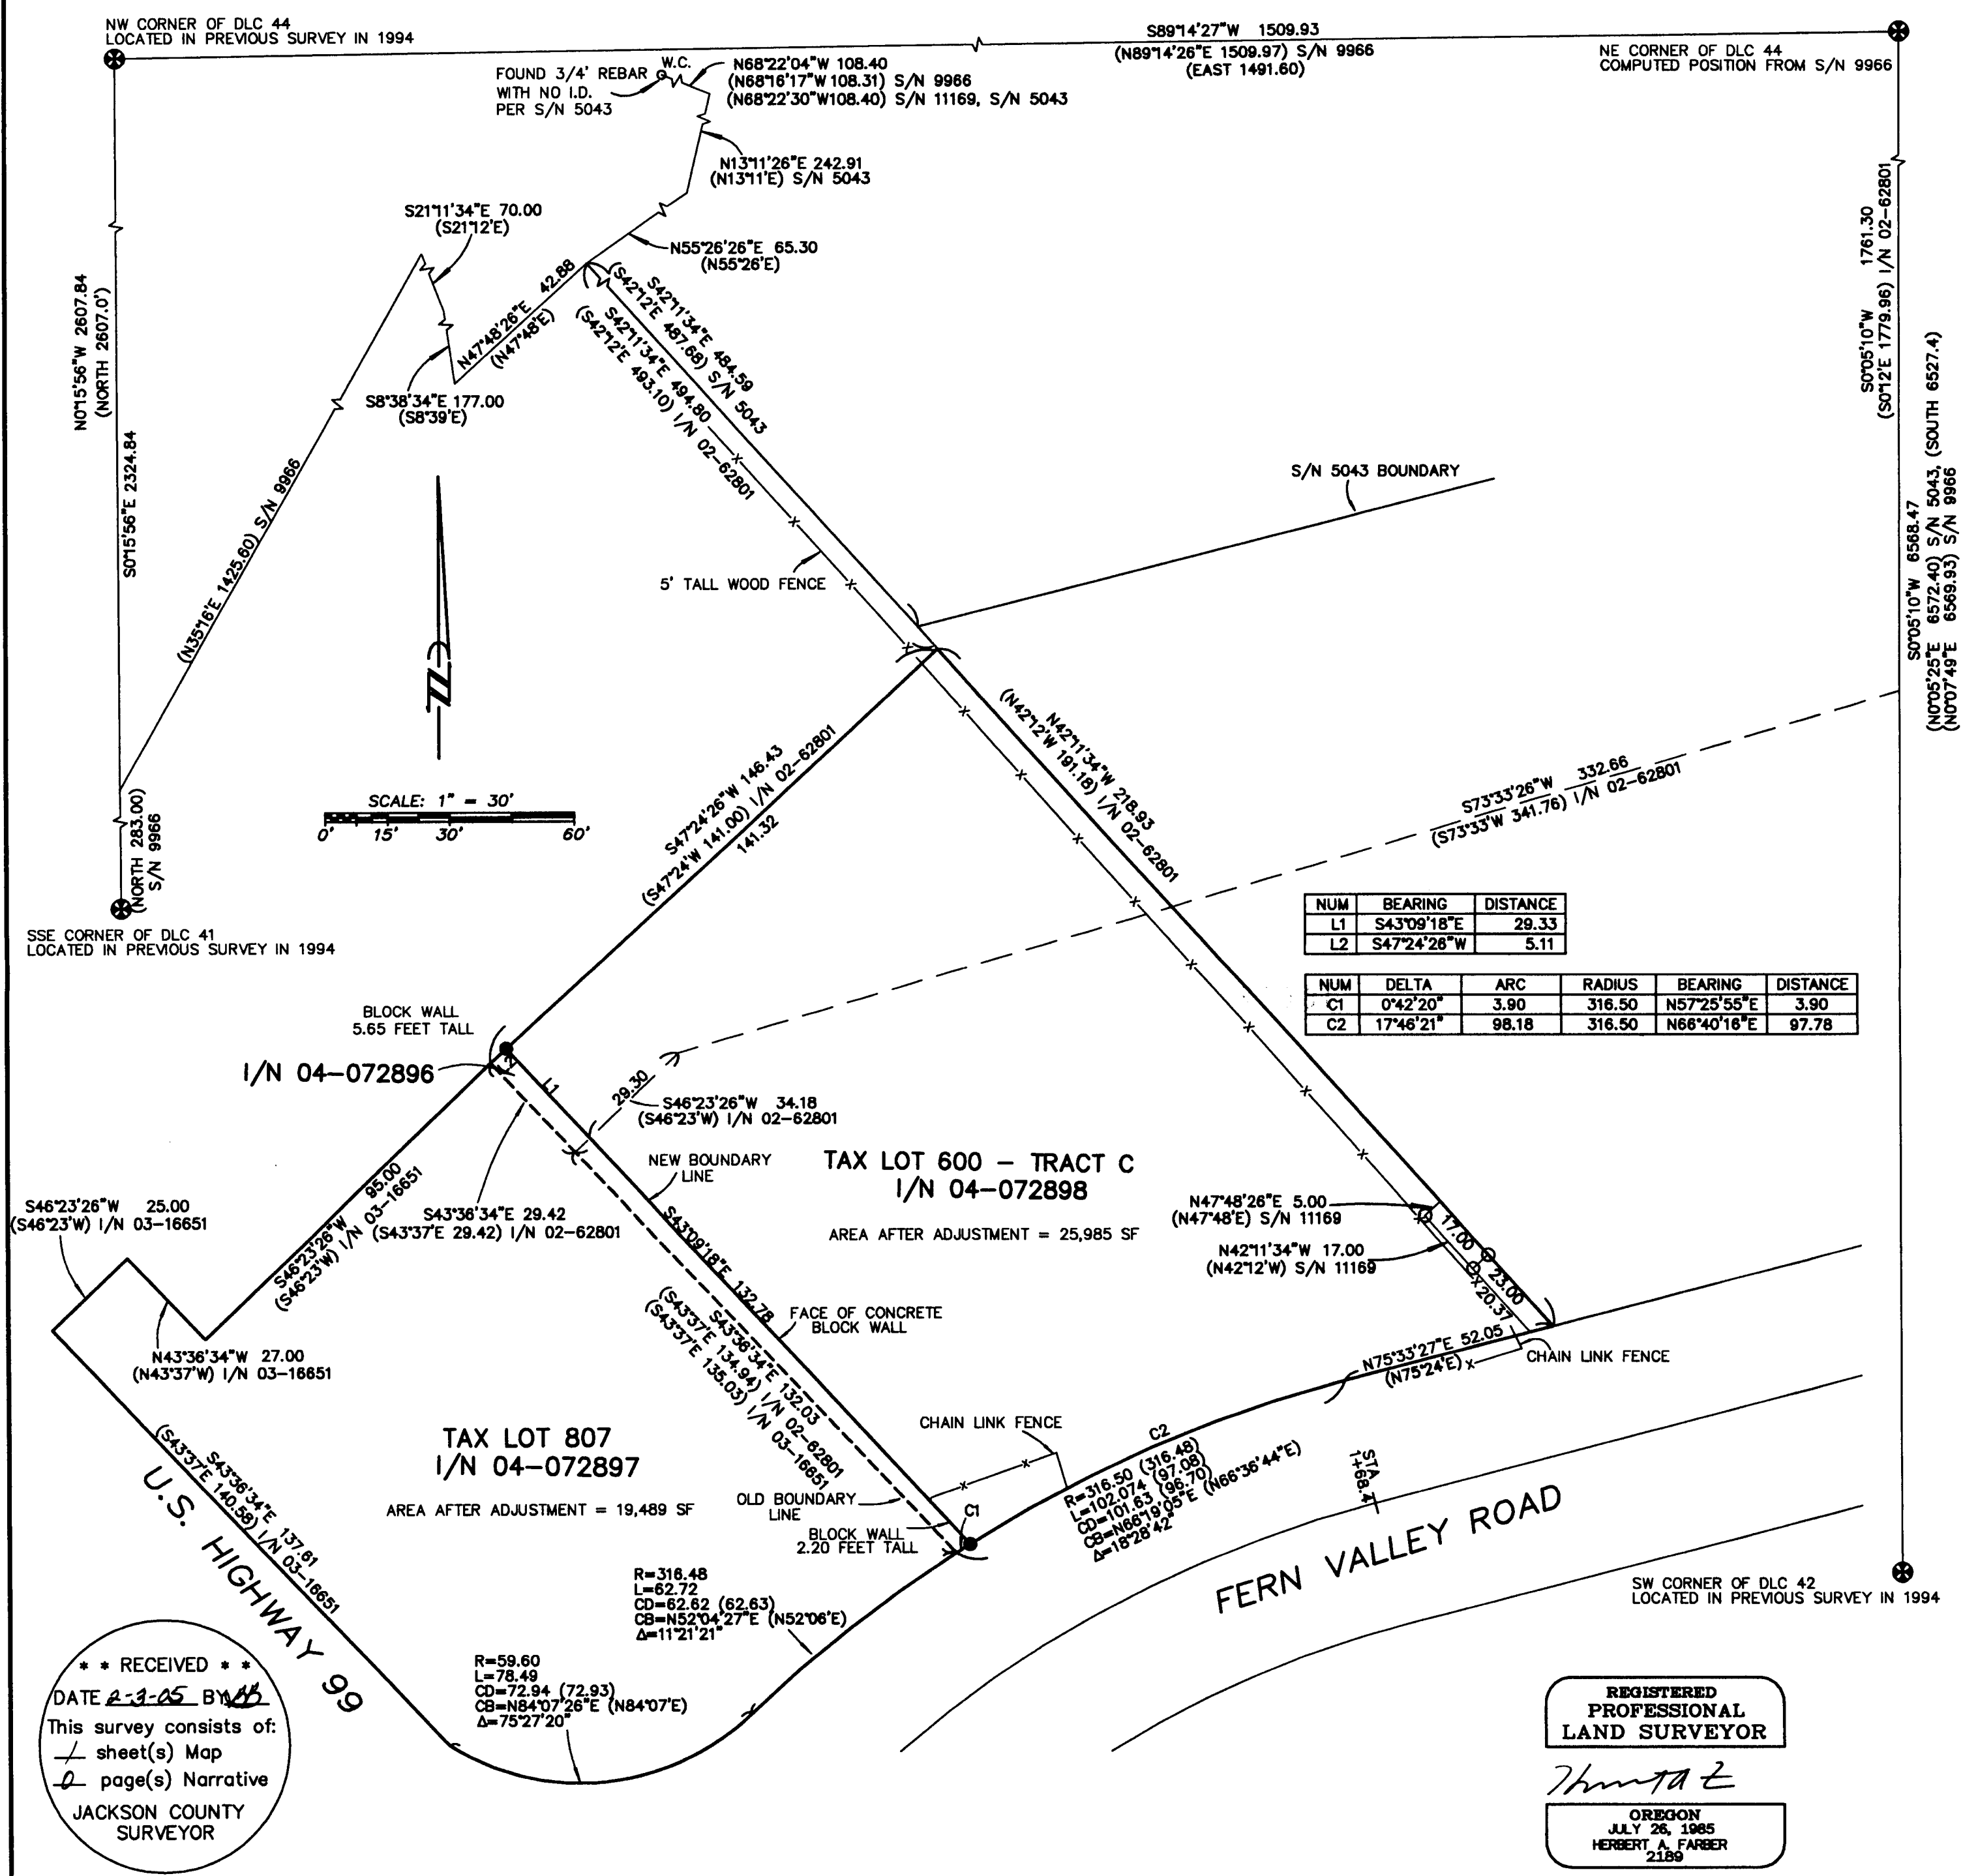 NW CORNER OF DLC 44
LOCATED IN PREVIOUS SURVEY IN 1994
S89°14'27"W 1509.93
(N89°14'26"E 1509.97) S/N 9966
(EAST 1491.60)
NE CORNER OF DLC 44
COMPUTED POSITION FROM S/N 9966
FOUND 3/4' REBAR
WITH NO I.D.
PER S/N 5043
W.C.
N68°22'04"W 108.40
(N68°16'17"W 108.31) S/N 9966
(N68°22'30"W108.40) S/N 11169, S/N 5043
N13°11'26"E 242.91
(N13°11'E) S/N 5043
S21°11'34"E 70.00
(S21°12'E)
N55°26'26"E 65.30
(N55°26'E)
N47°48'26"E 42.88
(N47°48'E)
S8°38'34"E 177.00
(S8°39'E)
N0°15'56"W 2607.84
(NORTH 2607.0')
S0°15'56"E 2324.84
(N35°16'E 1425.60) S/N 9966
(NORTH 283.00)
S/N 9966
S42°11'34"E 484.59
(S42°12'E 487.68) S/N 5043
S42°11'34"E 494.80
(S42°12'E 493.10) I/N 02-62801
S0°05'10"W 1761.30
(S0°12'E 1779.96) I/N 02-62801
S0°05'10"W 6568.47
(N0°05'25"E 6572.40) S/N 5043, (SOUTH 6527.4)
(N0°07'49"E 6569.93) S/N 9966
S/N 5043 BOUNDARY
5' TALL WOOD FENCE
SCALE: 1" = 30'
0' 15' 30' 60'
S47°24'26"W 146.43
(S47°24'W 141.00) I/N 02-62801
141.32
N42°11'34"W 218.93
(N42°12'W 191.18) I/N 02-62801
S73°33'26"W 332.66
(S73°33'W 341.76) I/N 02-62801
SSE CORNER OF DLC 41
LOCATED IN PREVIOUS SURVEY IN 1994
NUM BEARING DISTANCE
L1 S43°09'18"E 29.33
L2 S47°24'26"W 5.11
NUM DELTA ARC RADIUS BEARING DISTANCE
C1 0°42'20" 3.90 316.50 N57°25'55"E 3.90
C2 17°46'21" 98.18 316.50 N66°40'16"E 97.78
BLOCK WALL
5.65 FEET TALL
I/N 04-072896
L2
L1
29.30
S46°23'26"W 34.18
(S46°23'W) I/N 02-62801
NEW BOUNDARY
LINE
TAX LOT 600 - TRACT C
I/N 04-072898
AREA AFTER ADJUSTMENT = 25,985 SF
S46°23'26"W 25.00
(S46°23'W) I/N 03-16651
S46°23'26"W 95.00
(S46°23'W) I/N 03-16651
S43°36'34"E 29.42
(S43°37'E 29.42) I/N 02-62801
N47°48'26"E 5.00
(N47°48'E) S/N 11169
N42°11'34"W 17.00
(N42°12'W) S/N 11169
17.00
23.00
20.37
N43°36'34"W 27.00
(N43°37'W) I/N 03-16651
S43°09'18"E 132.78
FACE OF CONCRETE
BLOCK WALL
S43°36'34"E 132.03
(S43°37'E 134.94) I/N 02-62801
(S43°37'E 135.03) I/N 03-16651
N75°33'27"E 52.05
(N75°24'E)
CHAIN LINK FENCE
CHAIN LINK FENCE
TAX LOT 807
I/N 04-072897
AREA AFTER ADJUSTMENT = 19,489 SF
OLD BOUNDARY
LINE
C1
BLOCK WALL
2.20 FEET TALL
C2
R=316.50 (316.48)
L=102.074 (97.08)
CD=101.63 (96.70)
CB=N66°19'05"E (N66°36'44"E)
Δ=18°28'42"
STA
1+68.4
S43°36'34"E 137.61
(S43°37'E 140.58) I/N 03-16651
U.S. HIGHWAY 99
FERN VALLEY ROAD
R=316.48
L=62.72
CD=62.62 (62.63)
CB=N52°04'27"E (N52°06'E)
Δ=11°21'21"
R=59.60
L=78.49
CD=72.94 (72.93)
CB=N84°07'26"E (N84°07'E)
Δ=75°27'20"
SW CORNER OF DLC 42
LOCATED IN PREVIOUS SURVEY IN 1994
* * RECEIVED * *
DATE 2-3-05 BY
This survey consists of:
1 sheet(s) Map
0 page(s) Narrative
JACKSON COUNTY
SURVEYOR
REGISTERED
PROFESSIONAL
LAND SURVEYOR
OREGON
JULY 26, 1985
HERBERT A. FARBER
2189